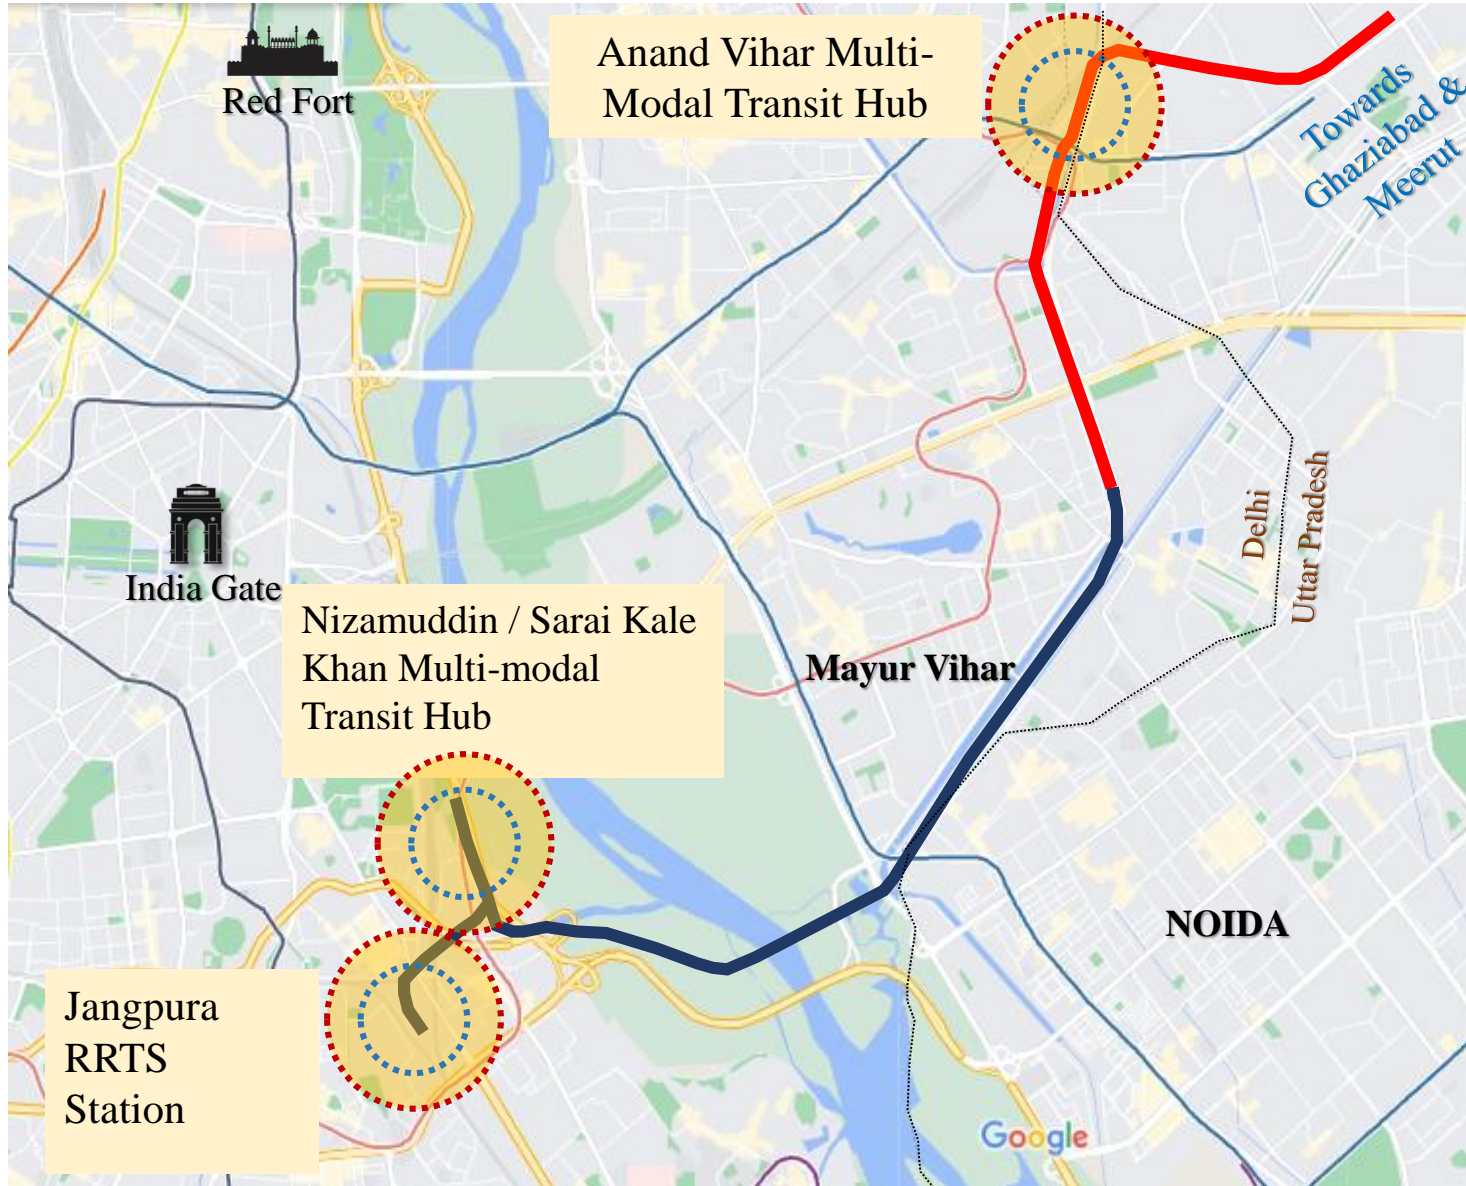 Red Fort
Anand Vihar Multi-
Modal Transit Hub
Towards
Ghaziabad &
Meerut
India Gate
Delhi
Uttar Pradesh
Nizamuddin / Sarai Kale
Khan Multi-modal
Transit Hub
Mayur Vihar
NOIDA
Jangpura
RRTS
Station
Google